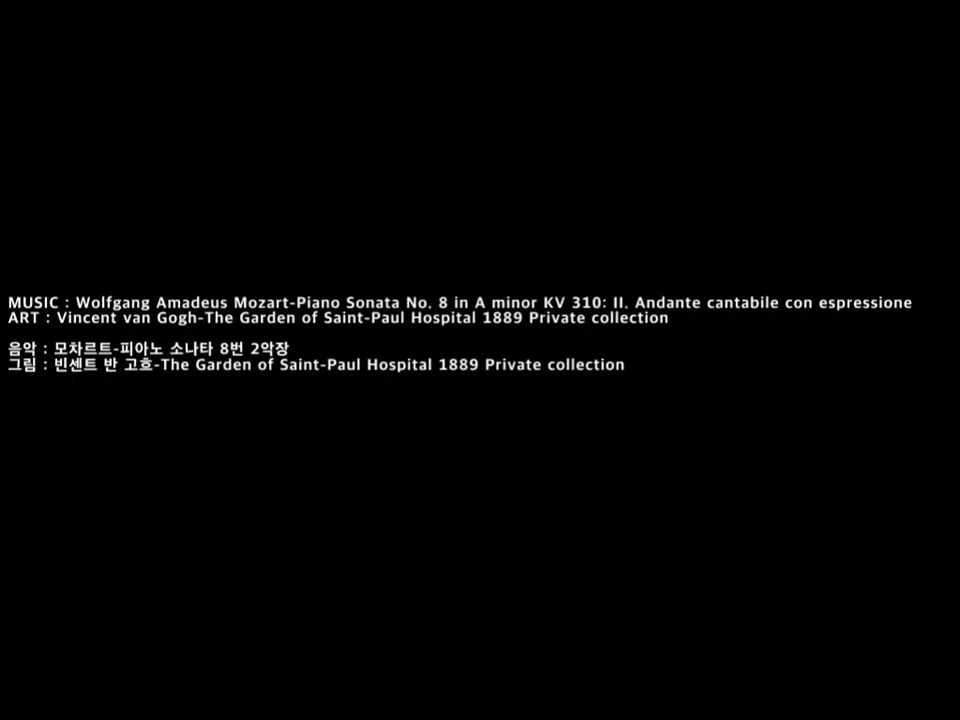 MUSIC : Wolfgang Amadeus Mozart-Piano Sonata No. 8 in A minor KV 310: II. Andante cantabile con espressione
ART : Vincent van Gogh-The Garden of Saint-Paul Hospital 1889 Private collection
음악 : 모차르트-피아노 소나타 8번 2악장
그림 : 빈센트 반 고흐-The Garden of Saint-Paul Hospital 1889 Private collection